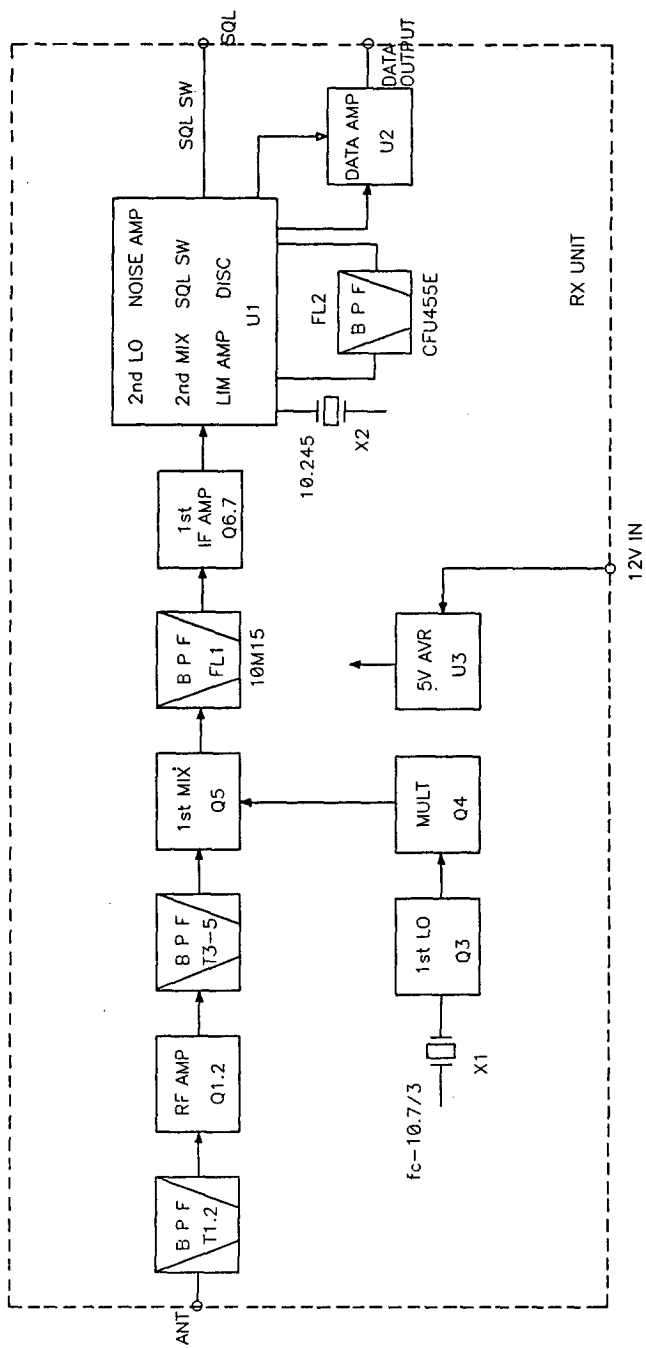 ANT
B P F
T1.2
RF AMP
Q1.2
B P F
T3-5
1st MIX
Q5
B P F
FL1
10M15
1st
IF AMP
Q6.7
2nd LO NOISE AMP
2nd MIX SQL SW
LIM AMP DISC
U1
SQL SW
SQL
10.245
X2
FL2
B P F
CFU455E
DATA AMP
U2
DATA
OUTPUT
fc-10.7/3
X1
1st LO
Q3
MULT
Q4
5V AVR
U3
12V IN
RX UNIT